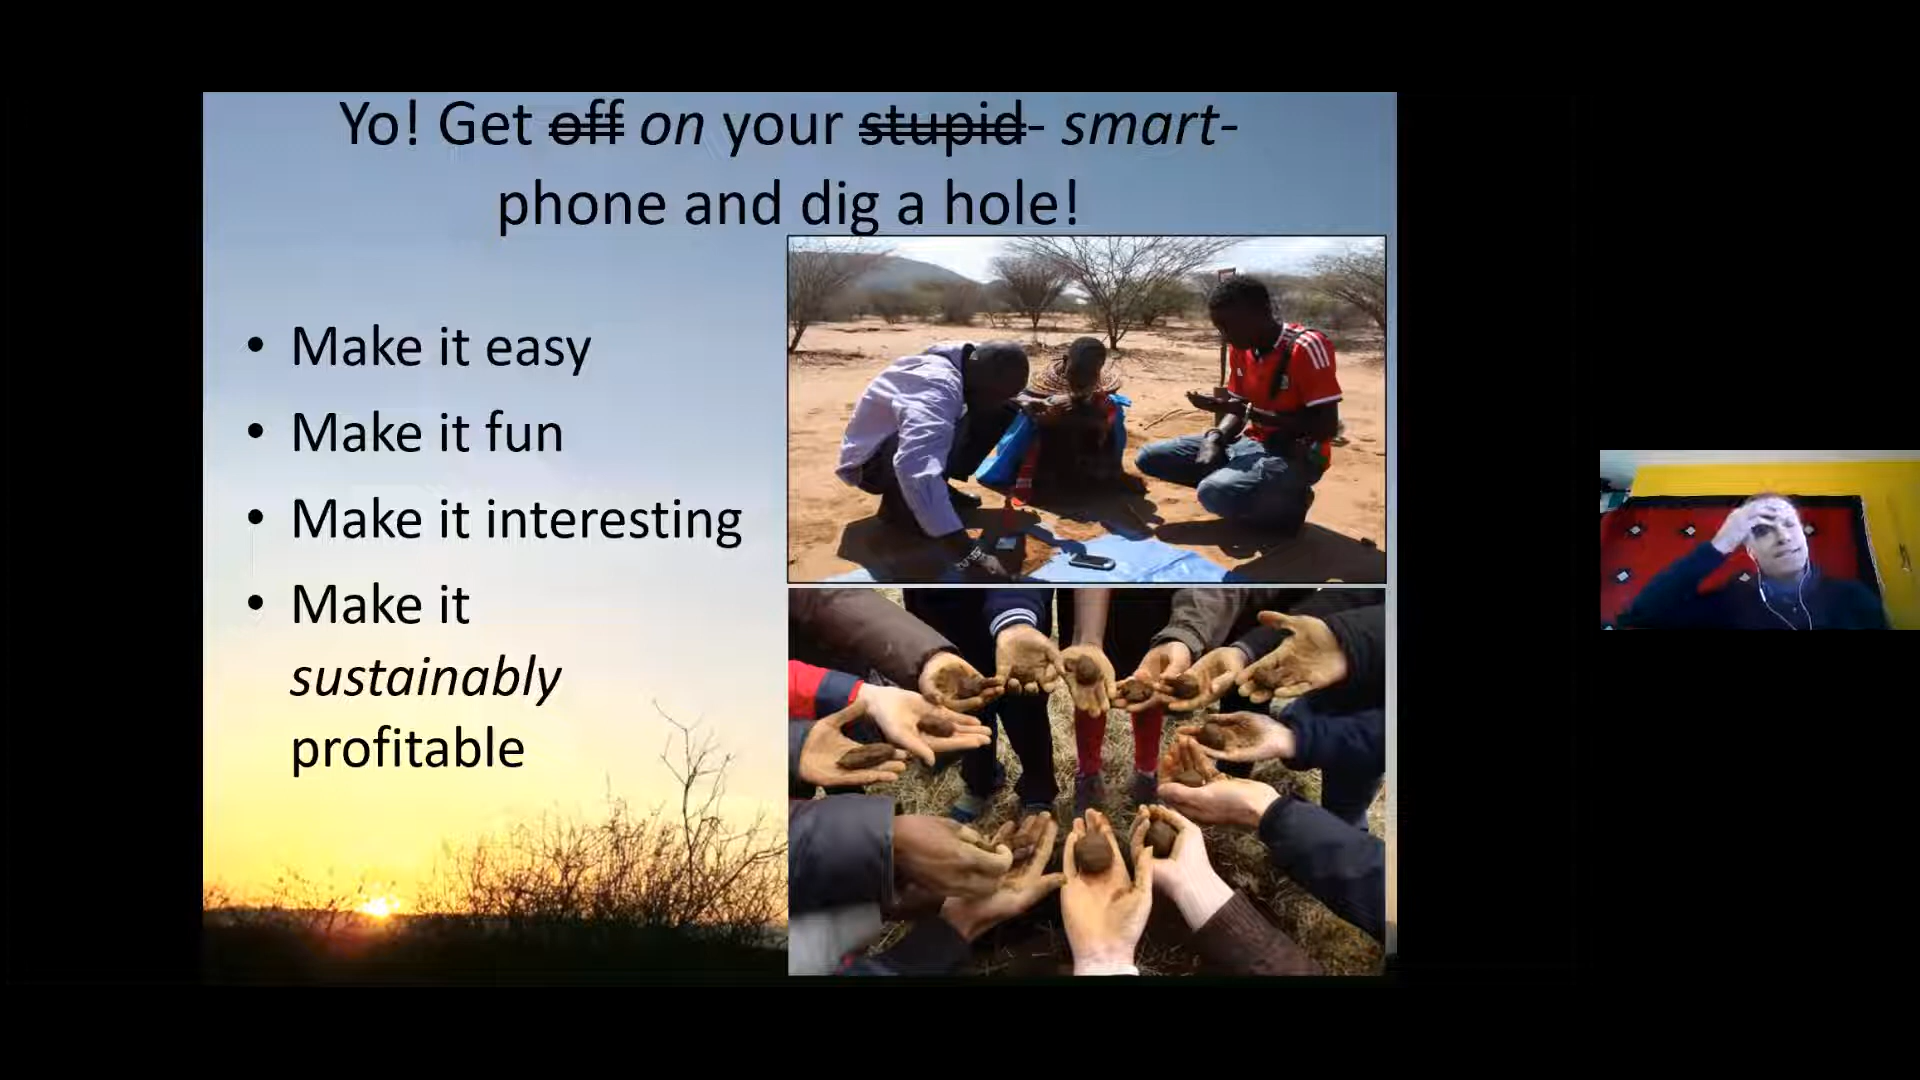 Yo! Get off on your stupid- smart-
phone and dig a hole!
• Make it easy
• Make it fun
• Make it interesting
• Make it
sustainably
profitable